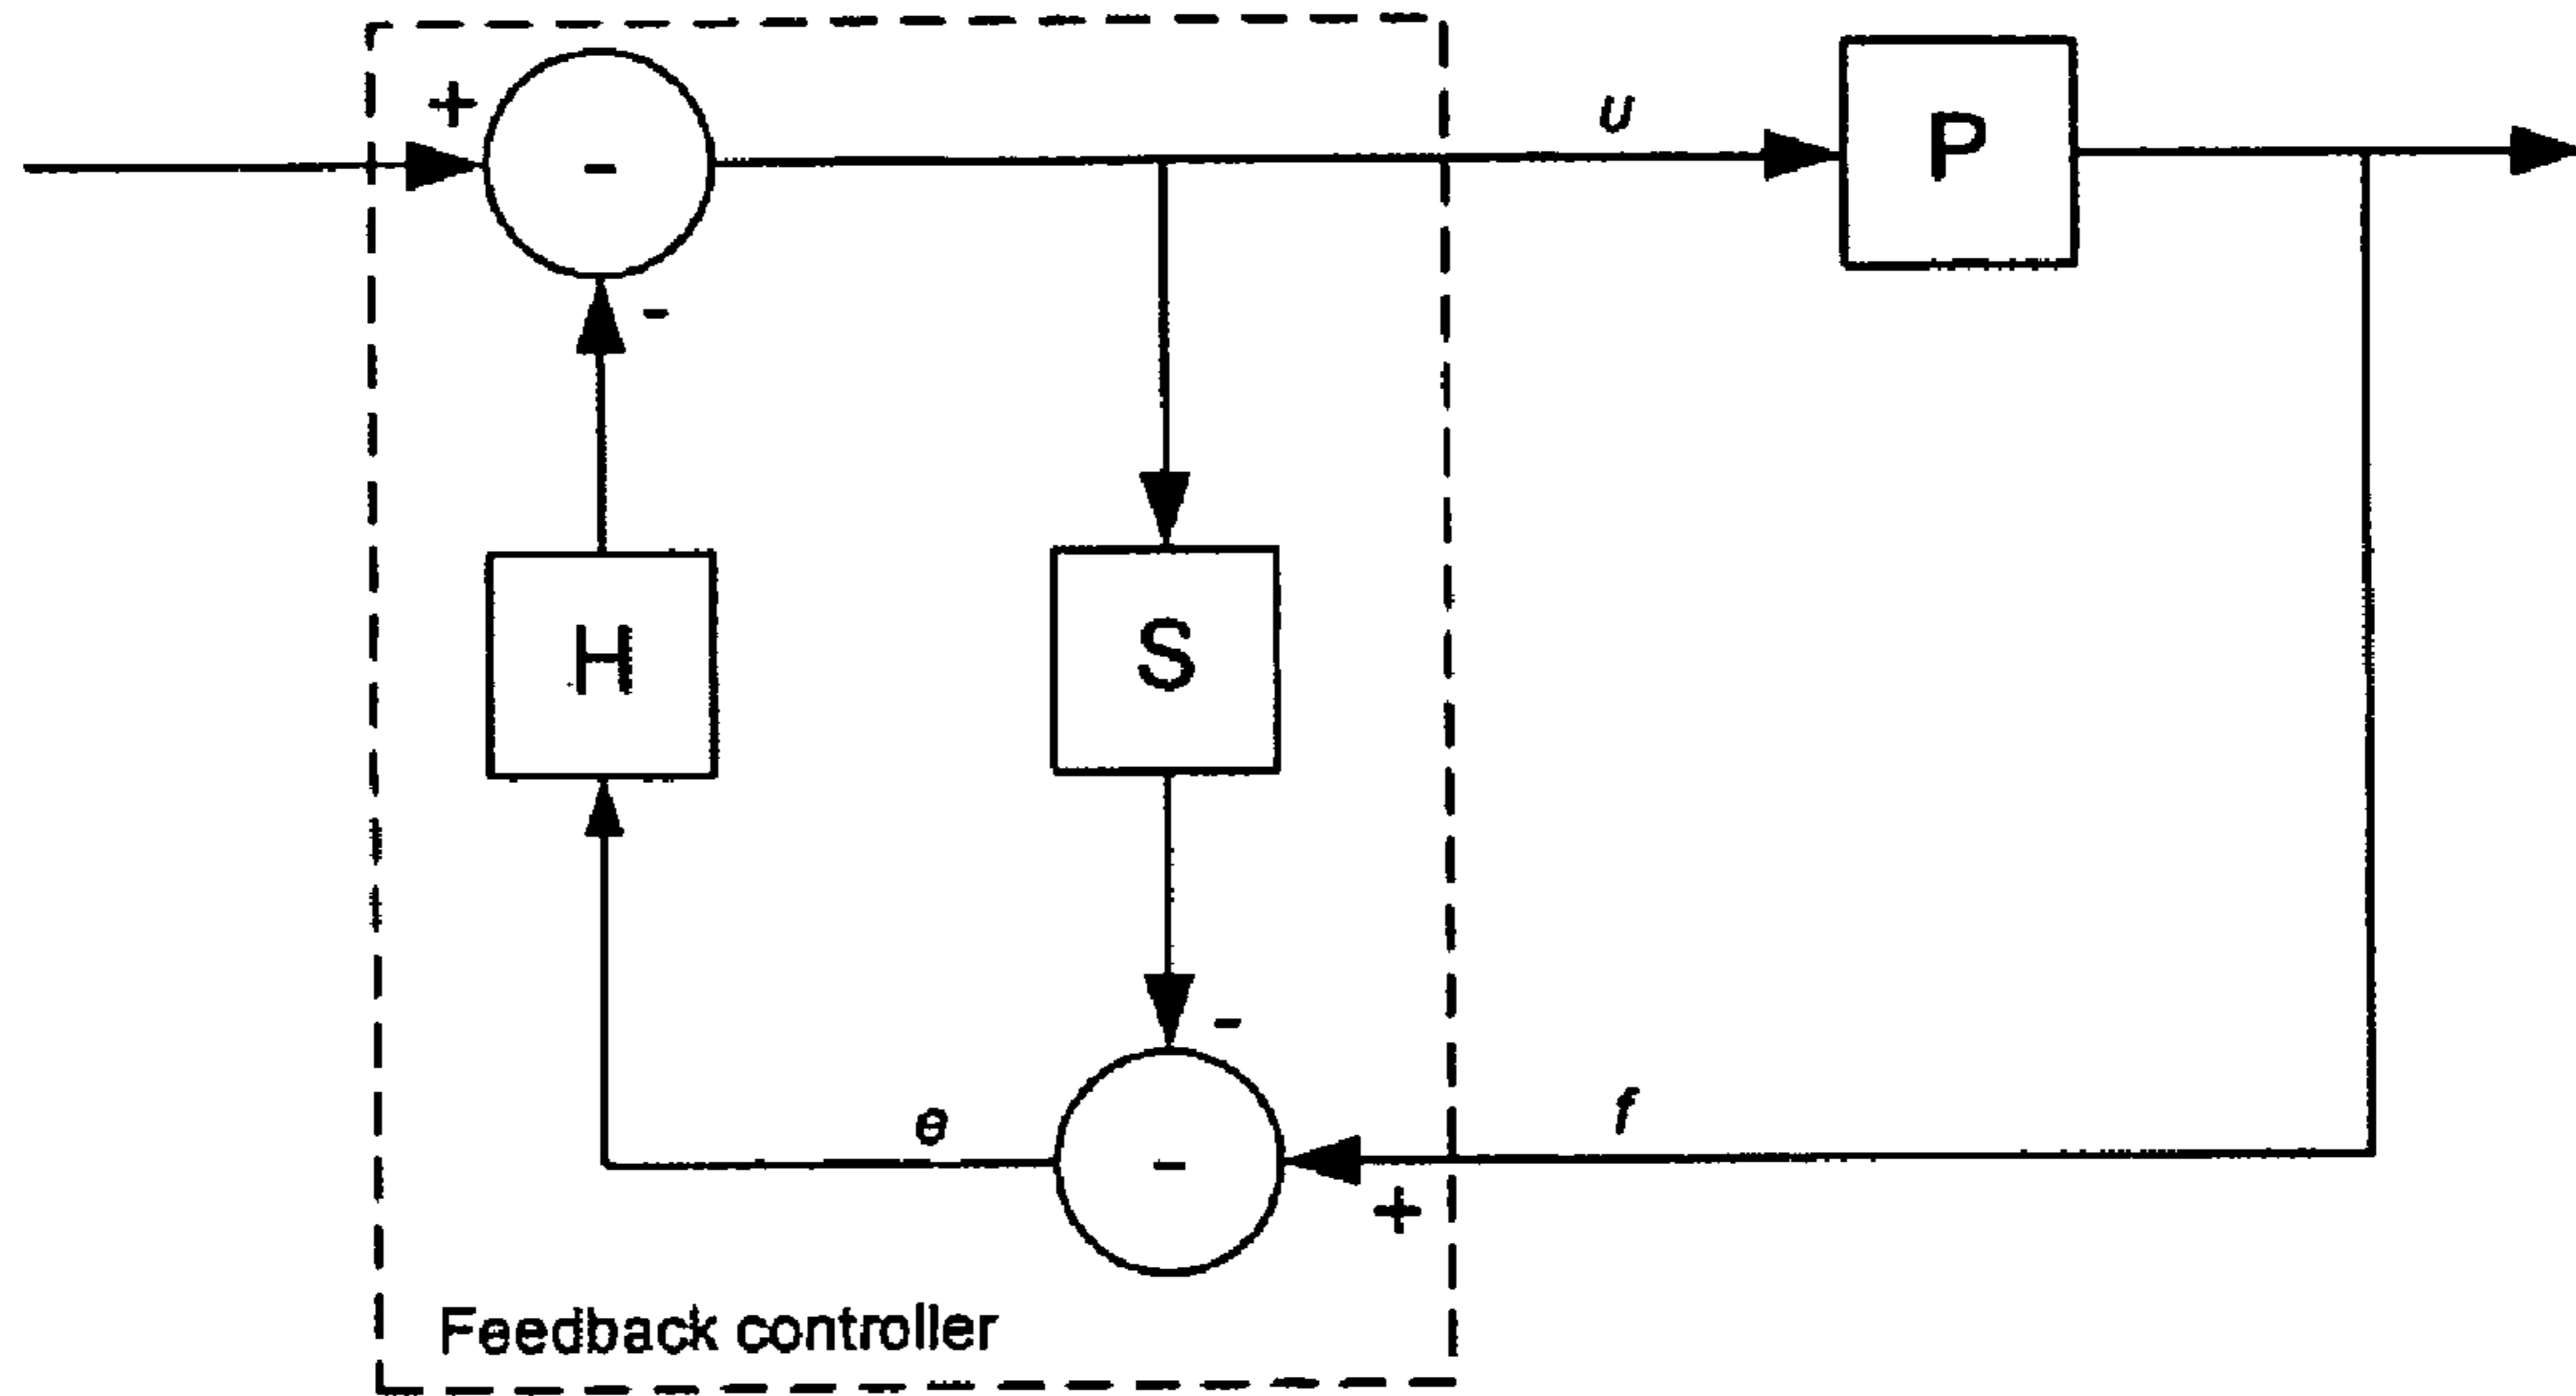 +
-
u
P
-
H
S
-
e
-
f
+
Feedback controller